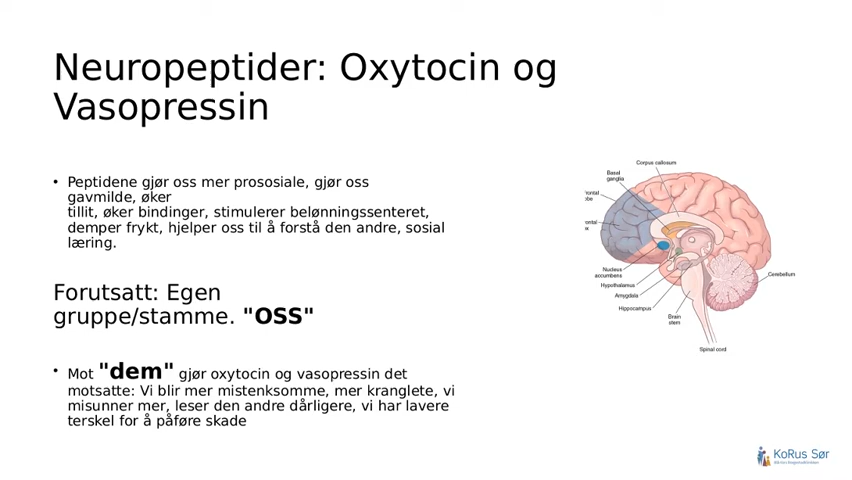 Neuropeptider: Oxytocin og
Vasopressin
• Peptidene gjør oss mer prososiale, gjør oss
gavmilde, øker
tillit, øker bindinger, stimulerer belønningssenteret,
demper frykt, hjelper oss til å forstå den andre, sosial
læring.
Forutsatt: Egen
gruppe/stamme. "OSS"
• Mot "dem" gjør oxytocin og vasopressin det
motsatte: Vi blir mer mistenksomme, mer kranglete, vi
misunner mer, leser den andre dårligere, vi har lavere
terskel for å påføre skade
Corpus callosum
Basal
ganglia
Nucleus
accumbens
Hypothalamus
Amygdala
Hippocampus
Brain
stem
Cerebellum
Spinal cord
KoRus Sør